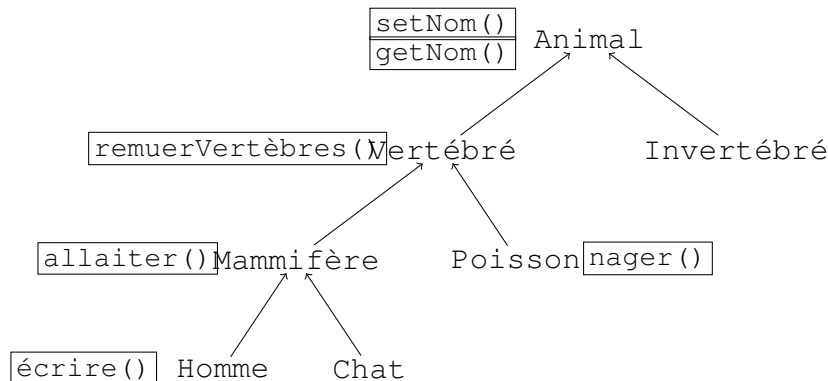 setNom()
getNom()
Animal
remuerVertèbres()
Vertébré
Invertébré
allaiter()
Mammifère
Poisson
nager()
écrire()
Homme
Chat